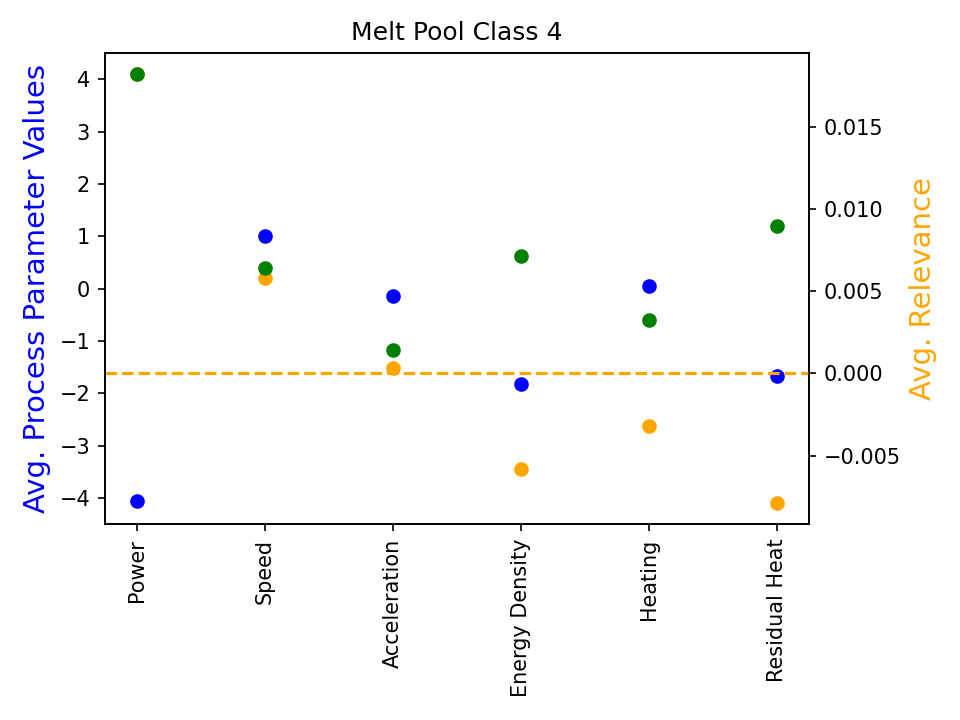 Melt Pool Class 4
Avg. Process Parameter Values
4
3
2
1
0
−1
−2
−3
−4
0.015
0.010
0.005
0.000
−0.005
Avg. Relevance
Power
Speed
Acceleration
Energy Density
Heating
Residual Heat